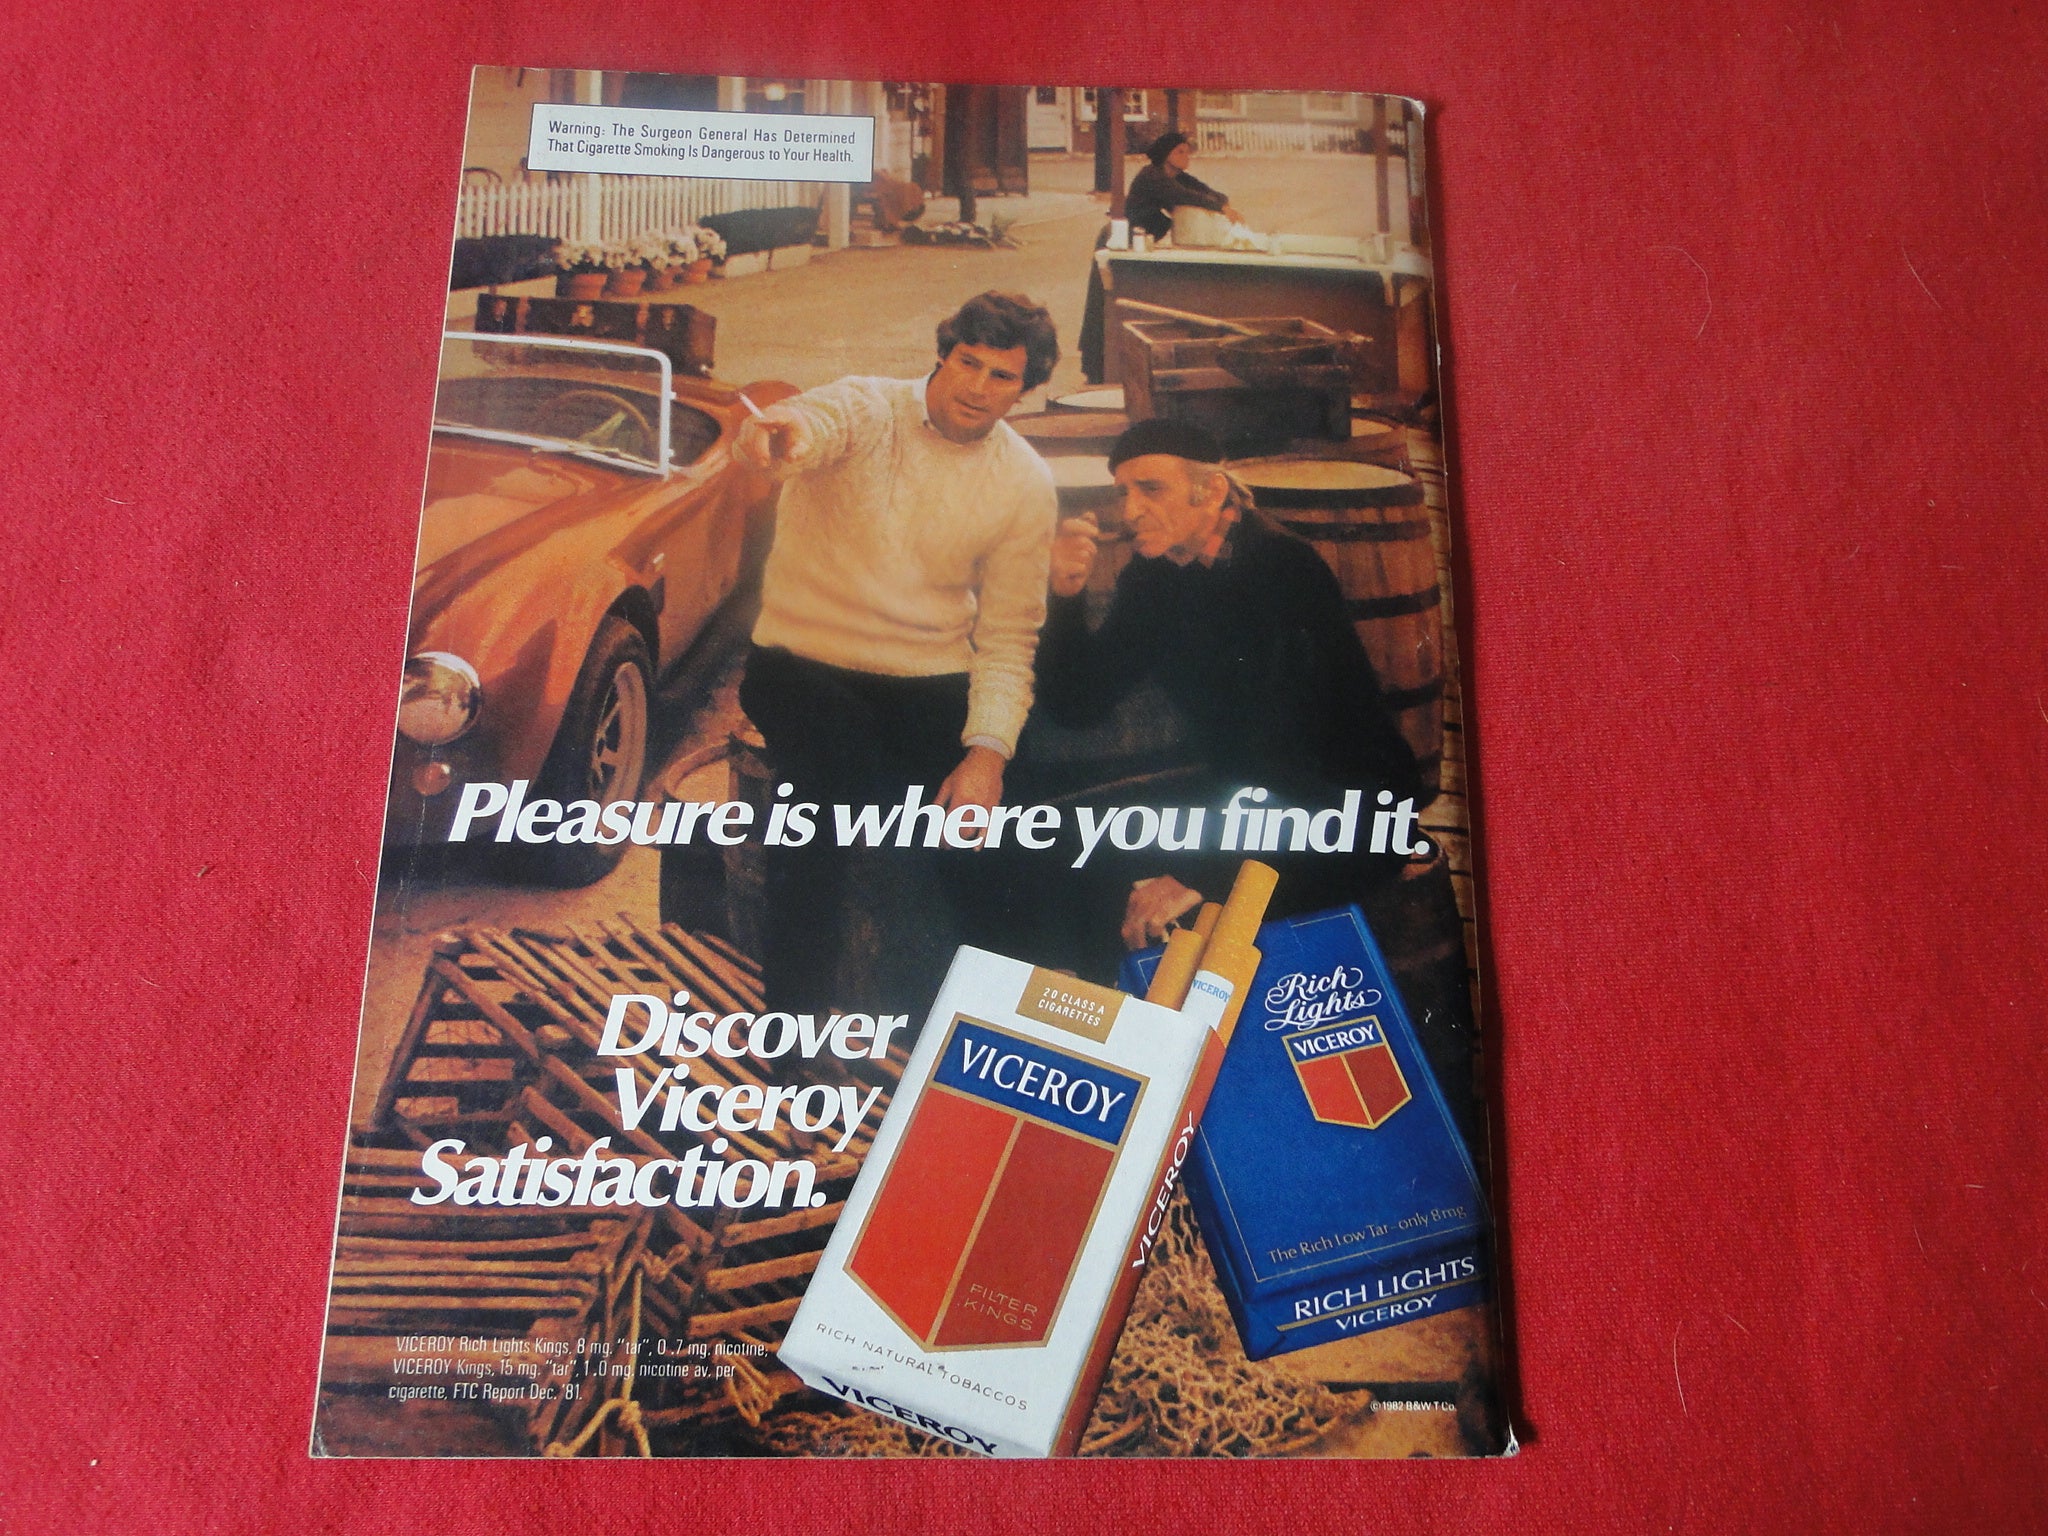 Warning: The Surgeon General Has Determined
That Cigarette Smoking Is Dangerous to Your Health.
Pleasure is where you find it.
Discover
Viceroy
Satisfaction.
20 CLASS A
CIGARETTES
VICEROY
FILTER
KINGS
RICH NATURAL TOBACCOS
VICEROY
VICEROY
VICEROY
Rich
Lights
VICEROY
The Rich Low Tar-only 8mg
RICH LIGHTS
VICEROY
VICEROY Rich Lights Kings, 8 mg. "tar", 0.7 mg. nicotine,
VICEROY Kings, 15 mg. "tar", 1.0 mg. nicotine av. per
cigarette, FTC Report Dec. '81.
© 1982 B&W T Co.